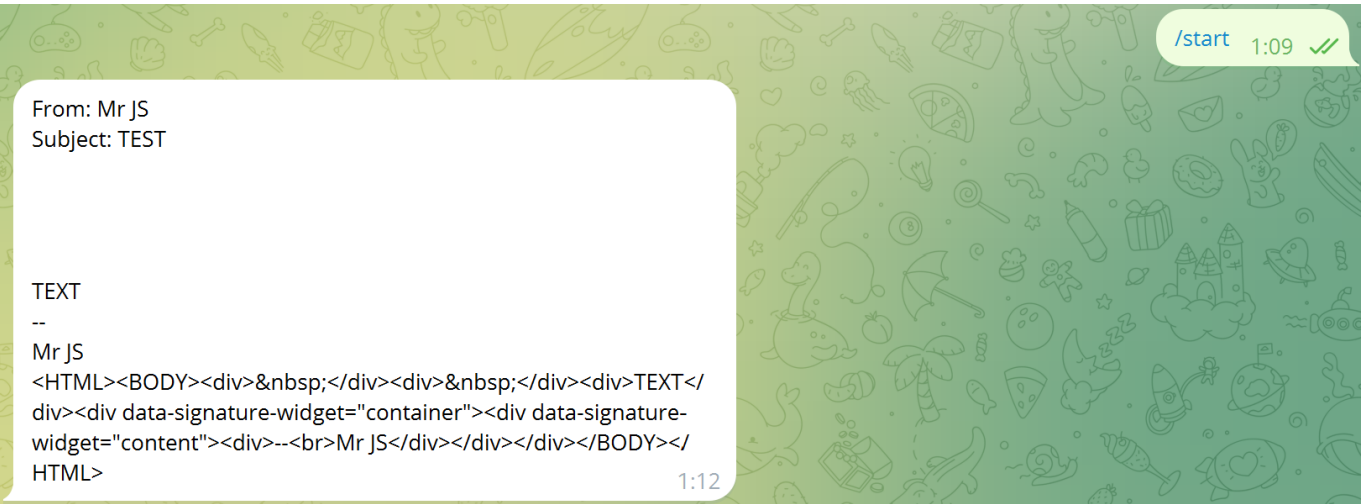 /start
1:09
From: Mr JS
Subject: TEST
TEXT
--
Mr JS
<HTML><BODY><div>&nbsp;</div><div>&nbsp;</div><div>TEXT</
div><div data-signature-widget="container"><div data-signature-
widget="content"><div>--<br>Mr JS</div></div></div></BODY></
HTML>
1:12